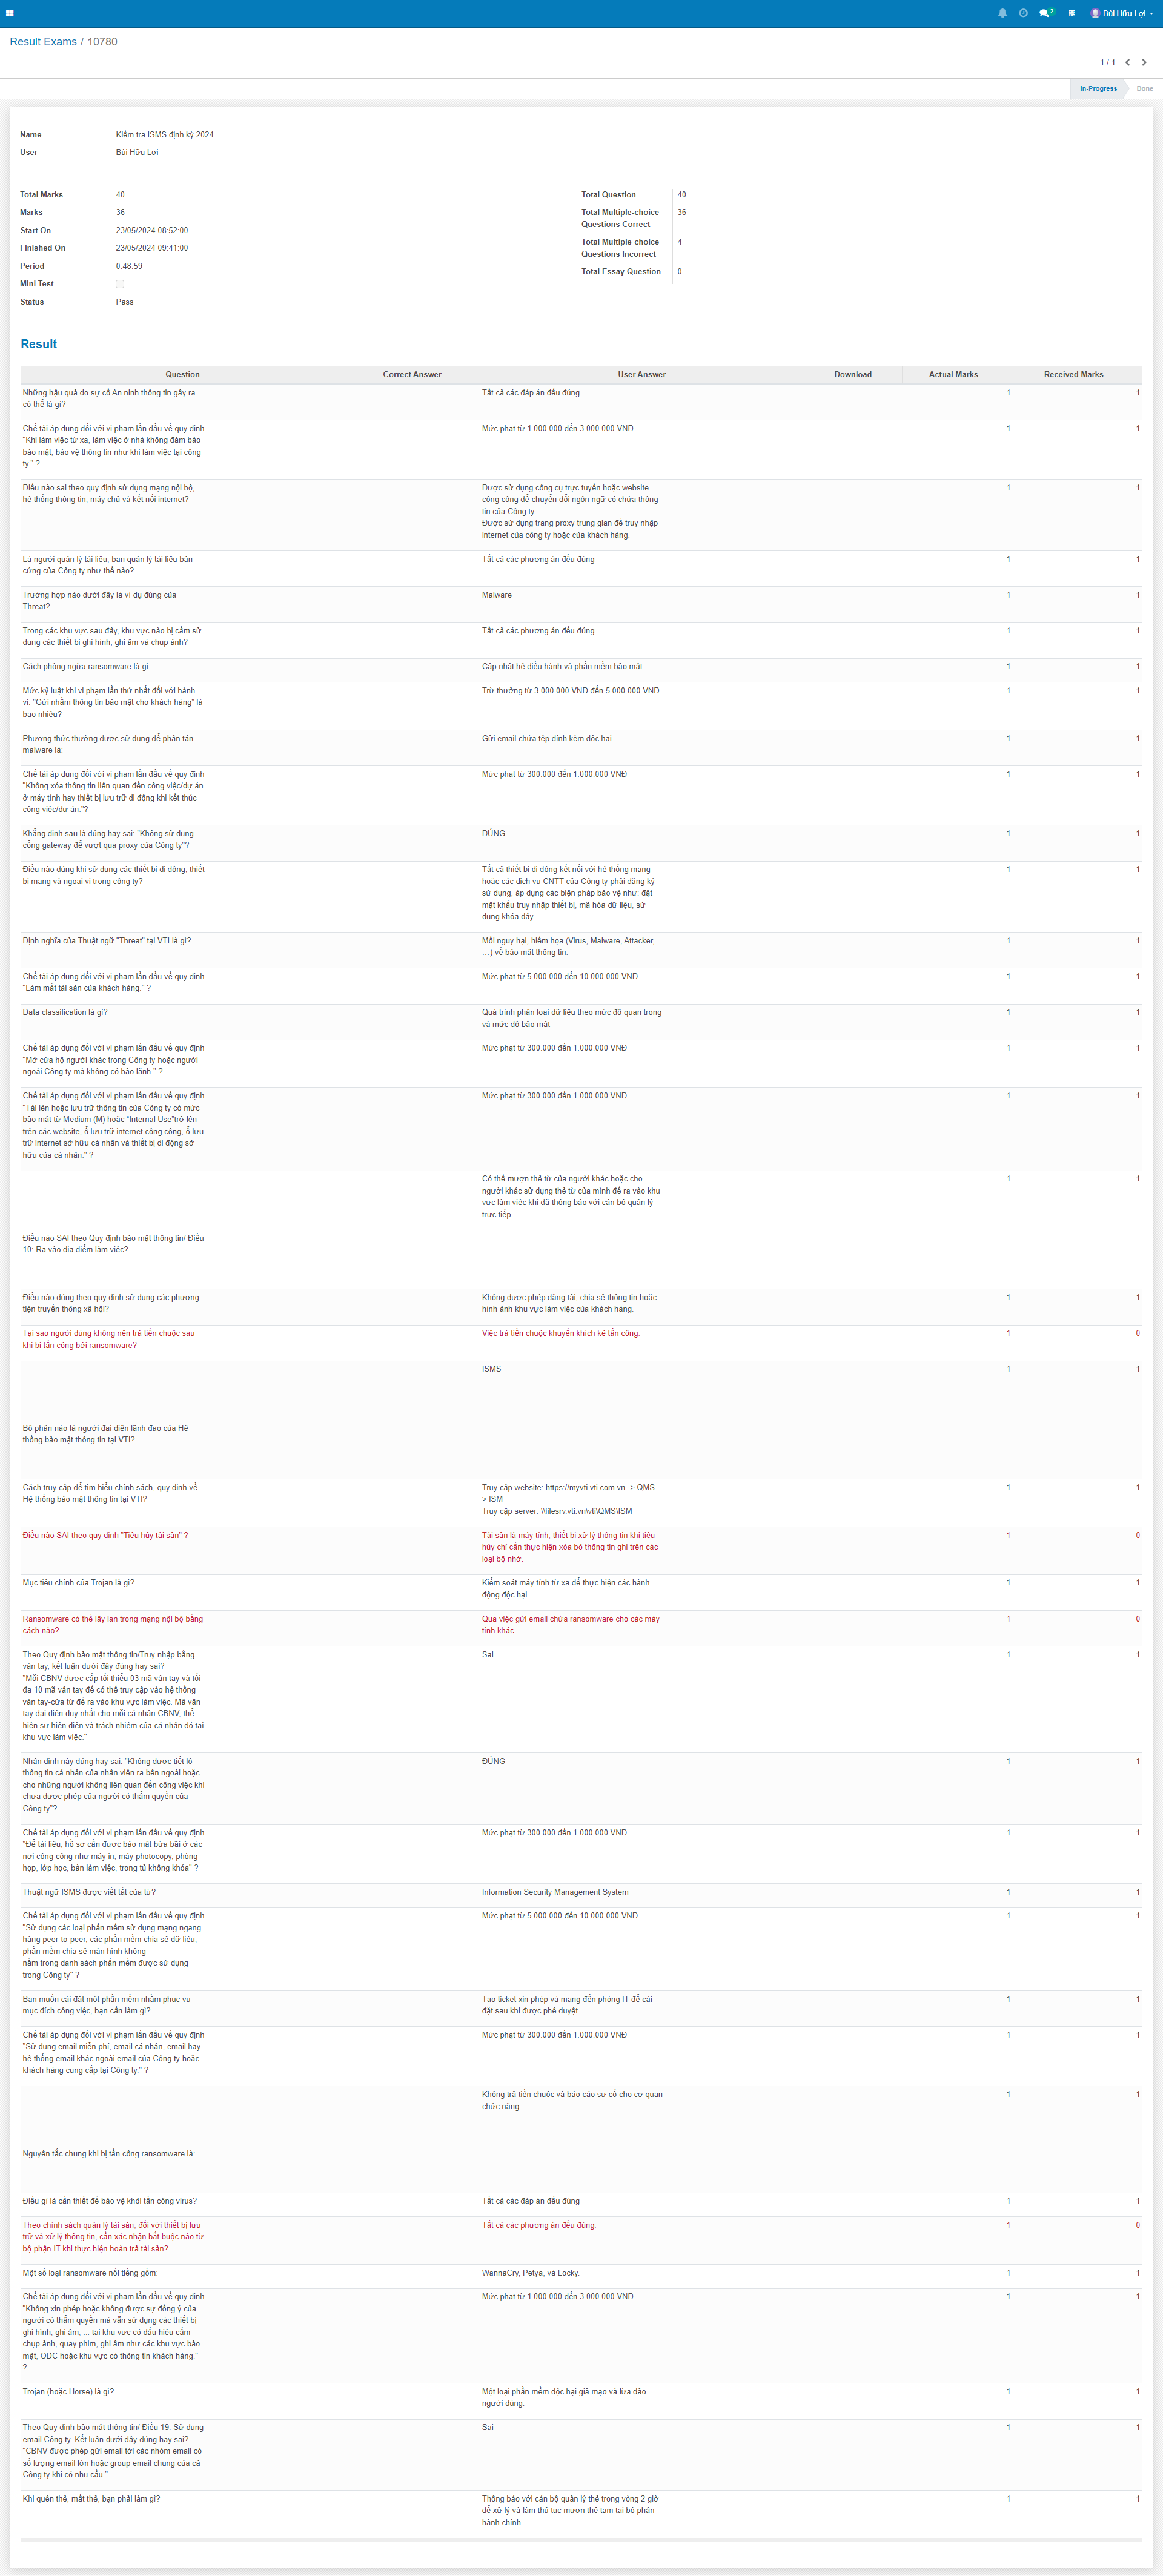 2
Bùi Hữu Lợi
Result Exams / 10780
1 / 1
In-Progress
Done
Name
Kiểm tra ISMS định kỳ 2024
User
Bùi Hữu Lợi
Total Marks
40
Marks
36
Start On
23/05/2024 08:52:00
Finished On
23/05/2024 09:41:00
Period
0:48:59
Mini Test
Status
Pass
Total Question
40
Total Multiple-choice
Questions Correct
36
Total Multiple-choice
Questions Incorrect
4
Total Essay Question
0
Result
Question
Correct Answer
User Answer
Download
Actual Marks
Received Marks
Những hậu quả do sự cố An ninh thông tin gây ra
có thể là gì?
Tất cả các đáp án đều đúng
1
1
Chế tài áp dụng đối với vi phạm lần đầu về quy định
"Khi làm việc từ xa, làm việc ở nhà không đảm bảo
bảo mật, bảo vệ thông tin như khi làm việc tại công
ty." ?
Mức phạt từ 1.000.000 đến 3.000.000 VNĐ
1
1
Điều nào sai theo quy định sử dụng mạng nội bộ,
hệ thống thông tin, máy chủ và kết nối internet?
Được sử dụng công cụ trực tuyến hoặc website
công cộng để chuyển đổi ngôn ngữ có chứa thông
tin của Công ty.
Được sử dụng trang proxy trung gian để truy nhập
internet của công ty hoặc của khách hàng.
1
1
Là người quản lý tài liệu, bạn quản lý tài liệu bản
cứng của Công ty như thế nào?
Tất cả các phương án đều đúng
1
1
Trường hợp nào dưới đây là ví dụ đúng của
Threat?
Malware
1
1
Trong các khu vực sau đây, khu vực nào bị cấm sử
dụng các thiết bị ghi hình, ghi âm và chụp ảnh?
Tất cả các phương án đều đúng.
1
1
Cách phòng ngừa ransomware là gì:
Cập nhật hệ điều hành và phần mềm bảo mật.
1
1
Mức kỷ luật khi vi phạm lần thứ nhất đối với hành
vi: "Gửi nhầm thông tin bảo mật cho khách hàng" là
bao nhiêu?
Trừ thưởng từ 3.000.000 VND đến 5.000.000 VND
1
1
Phương thức thường được sử dụng để phân tán
malware là:
Gửi email chứa tệp đính kèm độc hại
1
1
Chế tài áp dụng đối với vi phạm lần đầu về quy định
"Không xóa thông tin liên quan đến công việc/dự án
ở máy tính hay thiết bị lưu trữ di động khi kết thúc
công việc/dự án."?
Mức phạt từ 300.000 đến 1.000.000 VNĐ
1
1
Khẳng định sau là đúng hay sai: "Không sử dụng
cổng gateway để vượt qua proxy của Công ty"?
ĐÚNG
1
1
Điều nào đúng khi sử dụng các thiết bị di động, thiết
bị mạng và ngoại vi trong công ty?
Tất cả thiết bị di động kết nối với hệ thống mạng
hoặc các dịch vụ CNTT của Công ty phải đăng ký
sử dụng, áp dụng các biện pháp bảo vệ như: đặt
mật khẩu truy nhập thiết bị, mã hóa dữ liệu, sử
dụng khóa dây…
1
1
Định nghĩa của Thuật ngữ "Threat" tại VTI là gì?
Mối nguy hại, hiểm họa (Virus, Malware, Attacker,
…) về bảo mật thông tin.
1
1
Chế tài áp dụng đối với vi phạm lần đầu về quy định
"Làm mất tài sản của khách hàng." ?
Mức phạt từ 5.000.000 đến 10.000.000 VNĐ
1
1
Data classification là gì?
Quá trình phân loại dữ liệu theo mức độ quan trọng
và mức độ bảo mật
1
1
Chế tài áp dụng đối với vi phạm lần đầu về quy định
"Mở cửa hộ người khác trong Công ty hoặc người
ngoài Công ty mà không có bảo lãnh." ?
Mức phạt từ 300.000 đến 1.000.000 VNĐ
1
1
Chế tài áp dụng đối với vi phạm lần đầu về quy định
"Tải lên hoặc lưu trữ thông tin của Công ty có mức
bảo mật từ Medium (M) hoặc "Internal Use"trở lên
trên các website, ổ lưu trữ internet công cộng, ổ lưu
trữ internet sở hữu cá nhân và thiết bị di động sở
hữu của cá nhân." ?
Mức phạt từ 300.000 đến 1.000.000 VNĐ
1
1
Điều nào SAI theo Quy định bảo mật thông tin/ Điều
10: Ra vào địa điểm làm việc?
Có thể mượn thẻ từ của người khác hoặc cho
người khác sử dụng thẻ từ của mình để ra vào khu
vực làm việc khi đã thông báo với cán bộ quản lý
trực tiếp.
1
1
Điều nào đúng theo quy định sử dụng các phương
tiện truyền thông xã hội?
Không được phép đăng tải, chia sẻ thông tin hoặc
hình ảnh khu vực làm việc của khách hàng.
1
1
Tại sao người dùng không nên trả tiền chuộc sau
khi bị tấn công bởi ransomware?
Việc trả tiền chuộc khuyến khích kẻ tấn công.
1
0
Bộ phận nào là người đại diện lãnh đạo của Hệ
thống bảo mật thông tin tại VTI?
ISMS
1
1
Cách truy cập để tìm hiểu chính sách, quy định về
Hệ thống bảo mật thông tin tại VTI?
Truy cập website: https://myvti.vti.com.vn -> QMS -
> ISM
Truy cập server: \\filesrv.vti.vn\vti\QMS\ISM
1
1
Điều nào SAI theo quy định "Tiêu hủy tài sản" ?
Tài sản là máy tính, thiết bị xử lý thông tin khi tiêu
hủy chỉ cần thực hiện xóa bỏ thông tin ghi trên các
loại bộ nhớ.
1
0
Mục tiêu chính của Trojan là gì?
Kiểm soát máy tính từ xa để thực hiện các hành
động độc hại
1
1
Ransomware có thể lây lan trong mạng nội bộ bằng
cách nào?
Qua việc gửi email chứa ransomware cho các máy
tính khác.
1
0
Theo Quy định bảo mật thông tin/Truy nhập bằng
vân tay, kết luận dưới đây đúng hay sai?
"Mỗi CBNV được cấp tối thiểu 03 mã vân tay và tối
đa 10 mã vân tay để có thể truy cập vào hệ thống
vân tay-cửa từ để ra vào khu vực làm việc. Mã vân
tay đại diện duy nhất cho mỗi cá nhân CBNV, thể
hiện sự hiện diện và trách nhiệm của cá nhân đó tại
khu vực làm việc."
Sai
1
1
Nhận định này đúng hay sai: "Không được tiết lộ
thông tin cá nhân của nhân viên ra bên ngoài hoặc
cho những người không liên quan đến công việc khi
chưa được phép của người có thẩm quyền của
Công ty"?
ĐÚNG
1
1
Chế tài áp dụng đối với vi phạm lần đầu về quy định
"Để tài liệu, hồ sơ cần được bảo mật bừa bãi ở các
nơi công cộng như máy in, máy photocopy, phòng
họp, lớp học, bàn làm việc, trong tủ không khóa" ?
Mức phạt từ 300.000 đến 1.000.000 VNĐ
1
1
Thuật ngữ ISMS được viết tắt của từ?
Information Security Management System
1
1
Chế tài áp dụng đối với vi phạm lần đầu về quy định
"Sử dụng các loại phần mềm sử dụng mạng ngang
hàng peer-to-peer, các phần mềm chia sẻ dữ liệu,
phần mềm chia sẻ màn hình không
nằm trong danh sách phần mềm được sử dụng
trong Công ty" ?
Mức phạt từ 5.000.000 đến 10.000.000 VNĐ
1
1
Bạn muốn cài đặt một phần mềm nhằm phục vụ
mục đích công việc, bạn cần làm gì?
Tạo ticket xin phép và mang đến phòng IT để cài
đặt sau khi được phê duyệt
1
1
Chế tài áp dụng đối với vi phạm lần đầu về quy định
"Sử dụng email miễn phí, email cá nhân, email hay
hệ thống email khác ngoài email của Công ty hoặc
khách hàng cung cấp tại Công ty." ?
Mức phạt từ 300.000 đến 1.000.000 VNĐ
1
1
Nguyên tắc chung khi bị tấn công ransomware là:
Không trả tiền chuộc và báo cáo sự cố cho cơ quan
chức năng.
1
1
Điều gì là cần thiết để bảo vệ khỏi tấn công virus?
Tất cả các đáp án đều đúng
1
1
Theo chính sách quản lý tài sản, đối với thiết bị lưu
trữ và xử lý thông tin, cần xác nhận bắt buộc nào từ
bộ phận IT khi thực hiện hoàn trả tài sản?
Tất cả các phương án đều đúng.
1
0
Một số loại ransomware nổi tiếng gồm:
WannaCry, Petya, và Locky.
1
1
Chế tài áp dụng đối với vi phạm lần đầu về quy định
"Không xin phép hoặc không được sự đồng ý của
người có thẩm quyền mà vẫn sử dụng các thiết bị
ghi hình, ghi âm, ... tại khu vực có dấu hiệu cấm
chụp ảnh, quay phim, ghi âm như các khu vực bảo
mật, ODC hoặc khu vực có thông tin khách hàng."
?
Mức phạt từ 1.000.000 đến 3.000.000 VNĐ
1
1
Trojan (hoặc Horse) là gì?
Một loại phần mềm độc hại giả mạo và lừa đảo
người dùng.
1
1
Theo Quy định bảo mật thông tin/ Điều 19: Sử dụng
email Công ty. Kết luận dưới đây đúng hay sai?
"CBNV được phép gửi email tới các nhóm email có
số lượng email lớn hoặc group email chung của cả
Công ty khi có nhu cầu."
Sai
1
1
Khi quên thẻ, mất thẻ, bạn phải làm gì?
Thông báo với cán bộ quản lý thẻ trong vòng 2 giờ
để xử lý và làm thủ tục mượn thẻ tạm tại bộ phận
hành chính
1
1